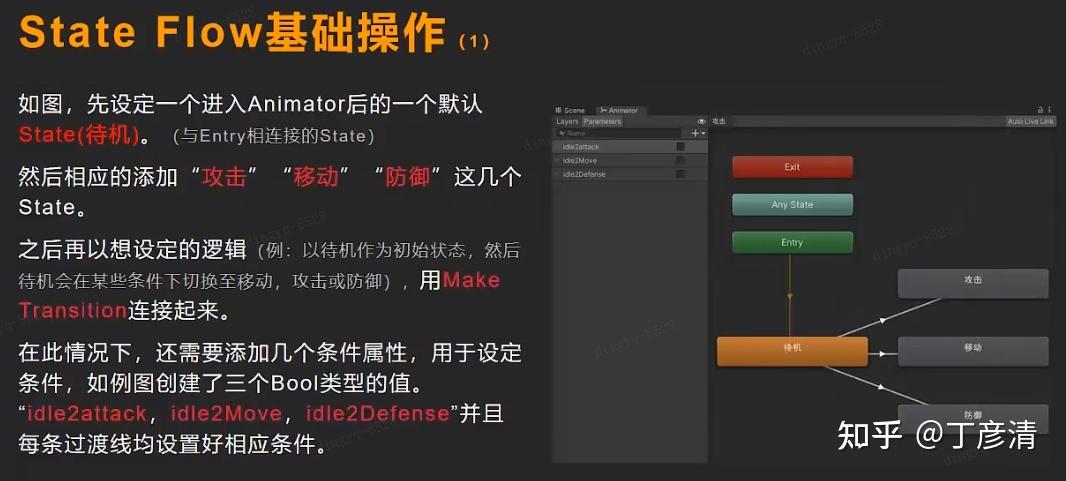 State Flow基础操作（1）
如图，先设定一个进入Animator后的一个默认
State(待机)。（与Entry相连接的State）
然后相应的添加“攻击”“移动”“防御”这几个
State。
之后再以想设定的逻辑（例：以待机作为初始状态，然后
待机会在某些条件下切换至移动，攻击或防御），用Make
Transition连接起来。
在此情况下，还需要添加几个条件属性，用于设定
条件，如例图创建了三个Bool类型的值。
“idle2attack，idle2Move，idle2Defense”并且
每条过渡线均设置好相应条件。
Scene Animator
Layers Parameters
攻击
Auto Live Link
Name
idle2attack
idle2Move
idle2Defense
Exit
Any State
Entry
攻击
待机
移动
防御
知乎 @丁彦清
dingyq-8528